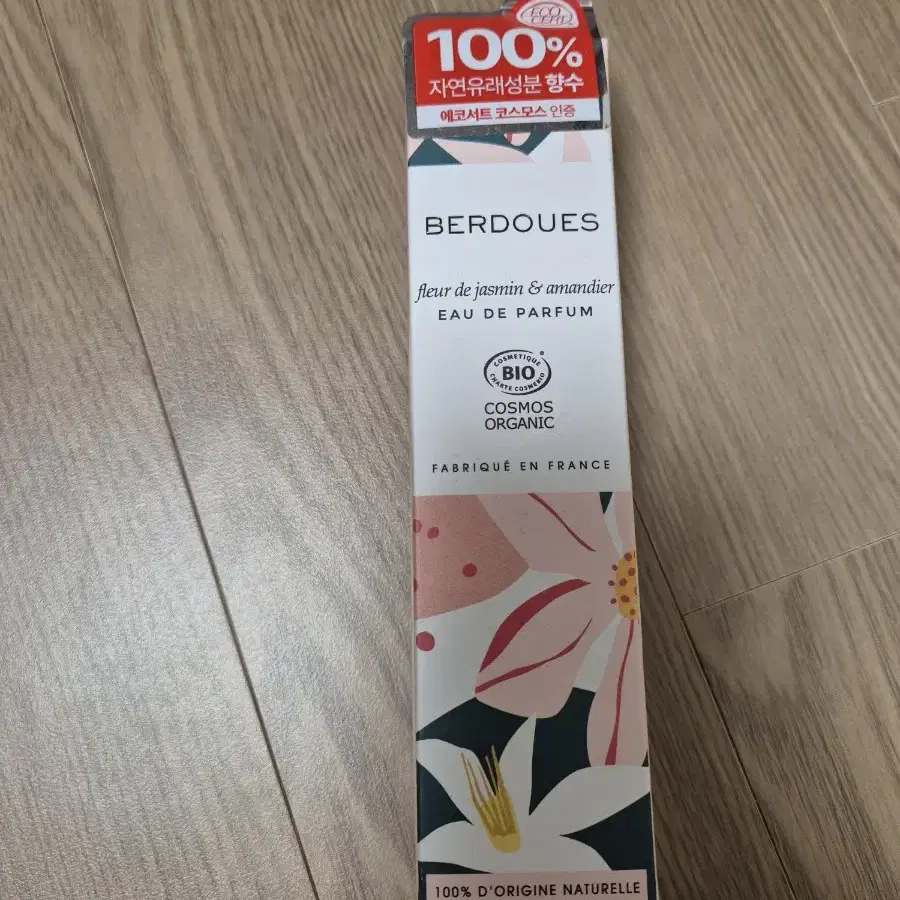 ECO
CERT
100%
자연유래성분 향수
에코서트 코스모스 인증
BERDOUES
fleur de jasmin & amandier
EAU DE PARFUM
COSMETIQUE
BIO
CHARTE COSMEBIO
COSMOS
ORGANIC
FABRIQUÉ EN FRANCE
100% D'ORIGINE NATURELLE